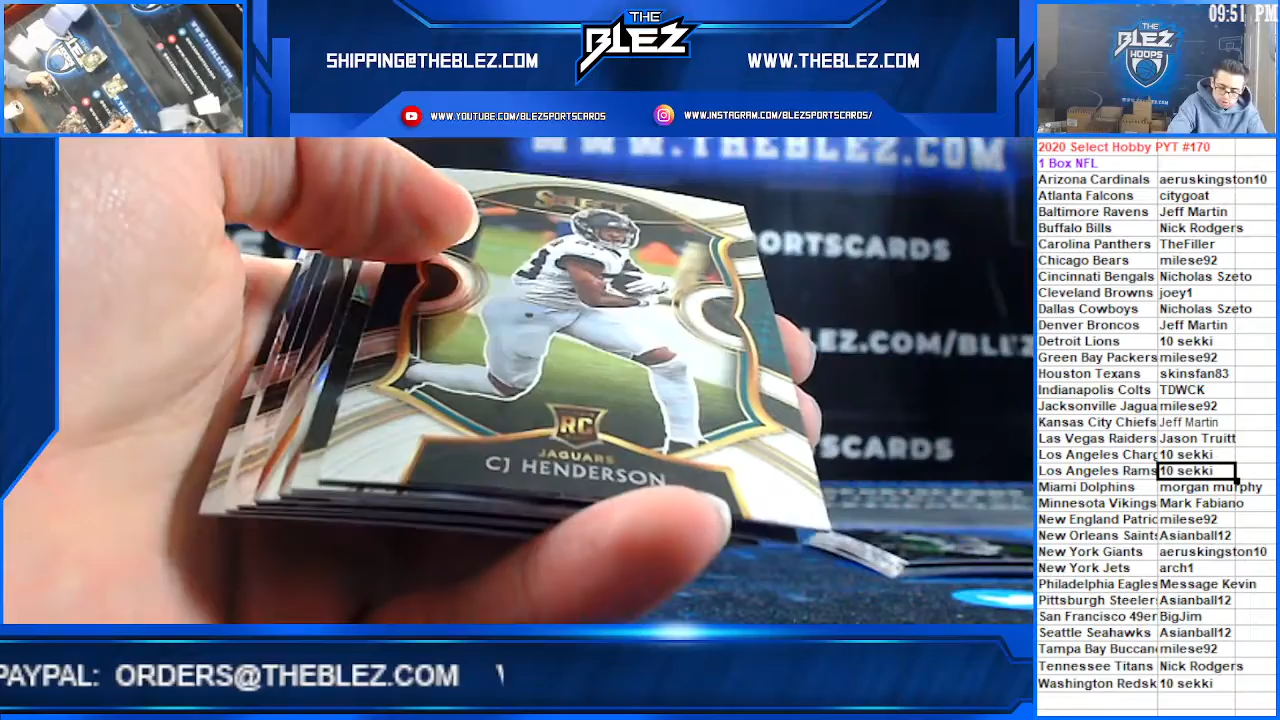 THE
BLEZ
SHIPPING@THEBLEZ.COM
WWW.THEBLEZ.COM
WWW.YOUTUBE.COM/BLEZSPORTSCARDS
WWW.INSTAGRAM.COM/BLEZSPORTSCARDS/
09:51 PM
THE
BLEZ
HOOPS
WWW.THEBLEZ.COM
PORTSCARDS
LEZ.COM/BLEZ
SCARDS
SELECT
RC
JAGUARS
CJ HENDERSON
PAYPAL: ORDERS@THEBLEZ.COM
2020 Select Hobby PYT #170
1 Box NFL
Arizona Cardinals aeruskingston10
Atlanta Falcons citygoat
Baltimore Ravens Jeff Martin
Buffalo Bills Nick Rodgers
Carolina Panthers TheFiller
Chicago Bears milese92
Cincinnati Bengals Nicholas Szeto
Cleveland Browns joey1
Dallas Cowboys Nicholas Szeto
Denver Broncos Jeff Martin
Detroit Lions 10 sekki
Green Bay Packers milese92
Houston Texans skinsfan83
Indianapolis Colts TDWCK
Jacksonville Jagua milese92
Kansas City Chiefs Jeff Martin
Las Vegas Raiders Jason Truitt
Los Angeles Charg 10 sekki
Los Angeles Rams 10 sekki
Miami Dolphins morgan murphy
Minnesota Vikings Mark Fabiano
New England Patric milese92
New Orleans Saints Asianball12
New York Giants aeruskingston10
New York Jets arch1
Philadelphia Eagles Message Kevin
Pittsburgh Steelers Asianball12
San Francisco 49er BigJim
Seattle Seahawks Asianball12
Tampa Bay Buccan milese92
Tennessee Titans Nick Rodgers
Washington Redsk 10 sekki